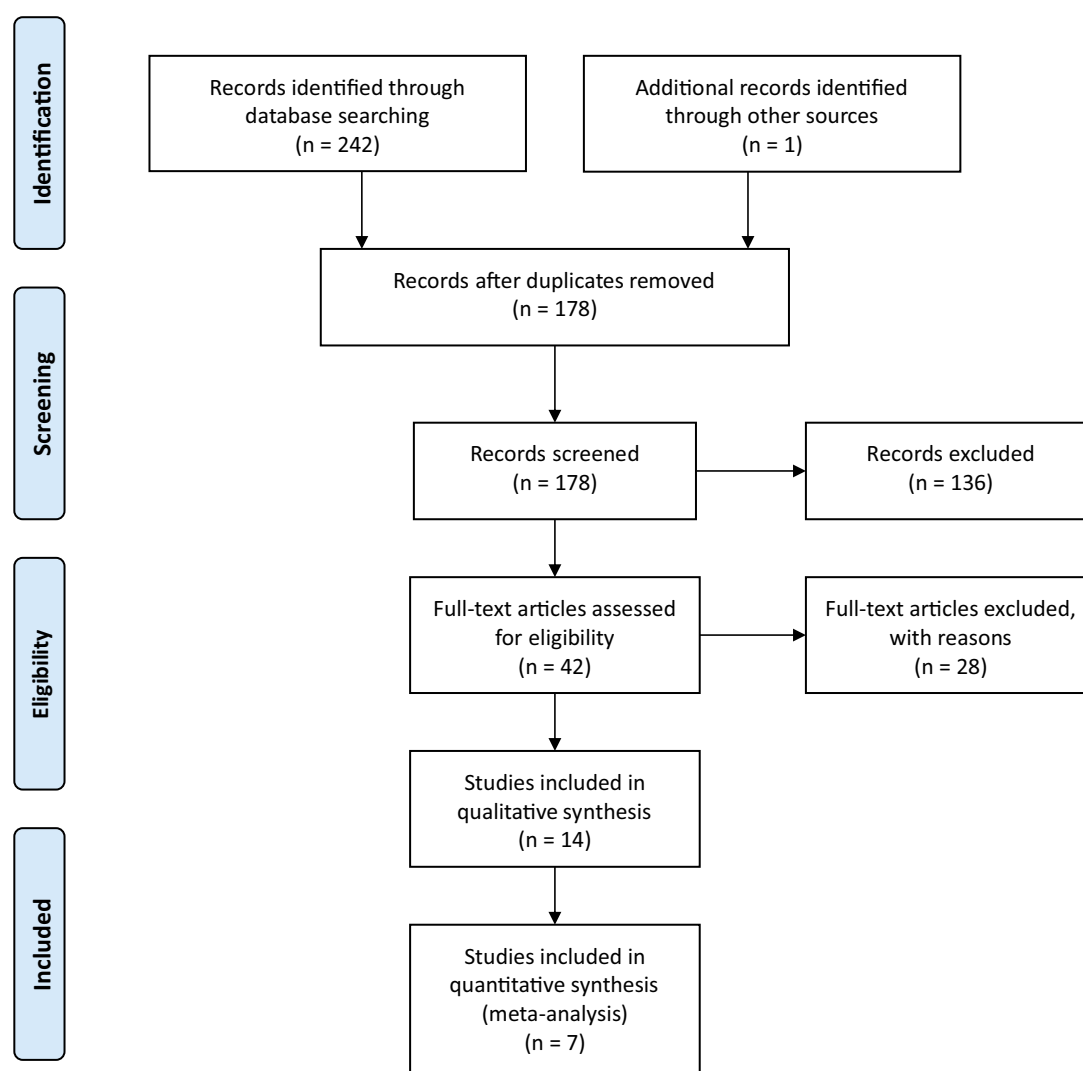 Identification
Records identified through
database searching
(n = 242)
Additional records identified
through other sources
(n = 1)
Records after duplicates removed
(n = 178)
Screening
Records screened
(n = 178)
Records excluded
(n = 136)
Eligibility
Full-text articles assessed
for eligibility
(n = 42)
Full-text articles excluded,
with reasons
(n = 28)
Studies included in
qualitative synthesis
(n = 14)
Included
Studies included in
quantitative synthesis
(meta-analysis)
(n = 7)